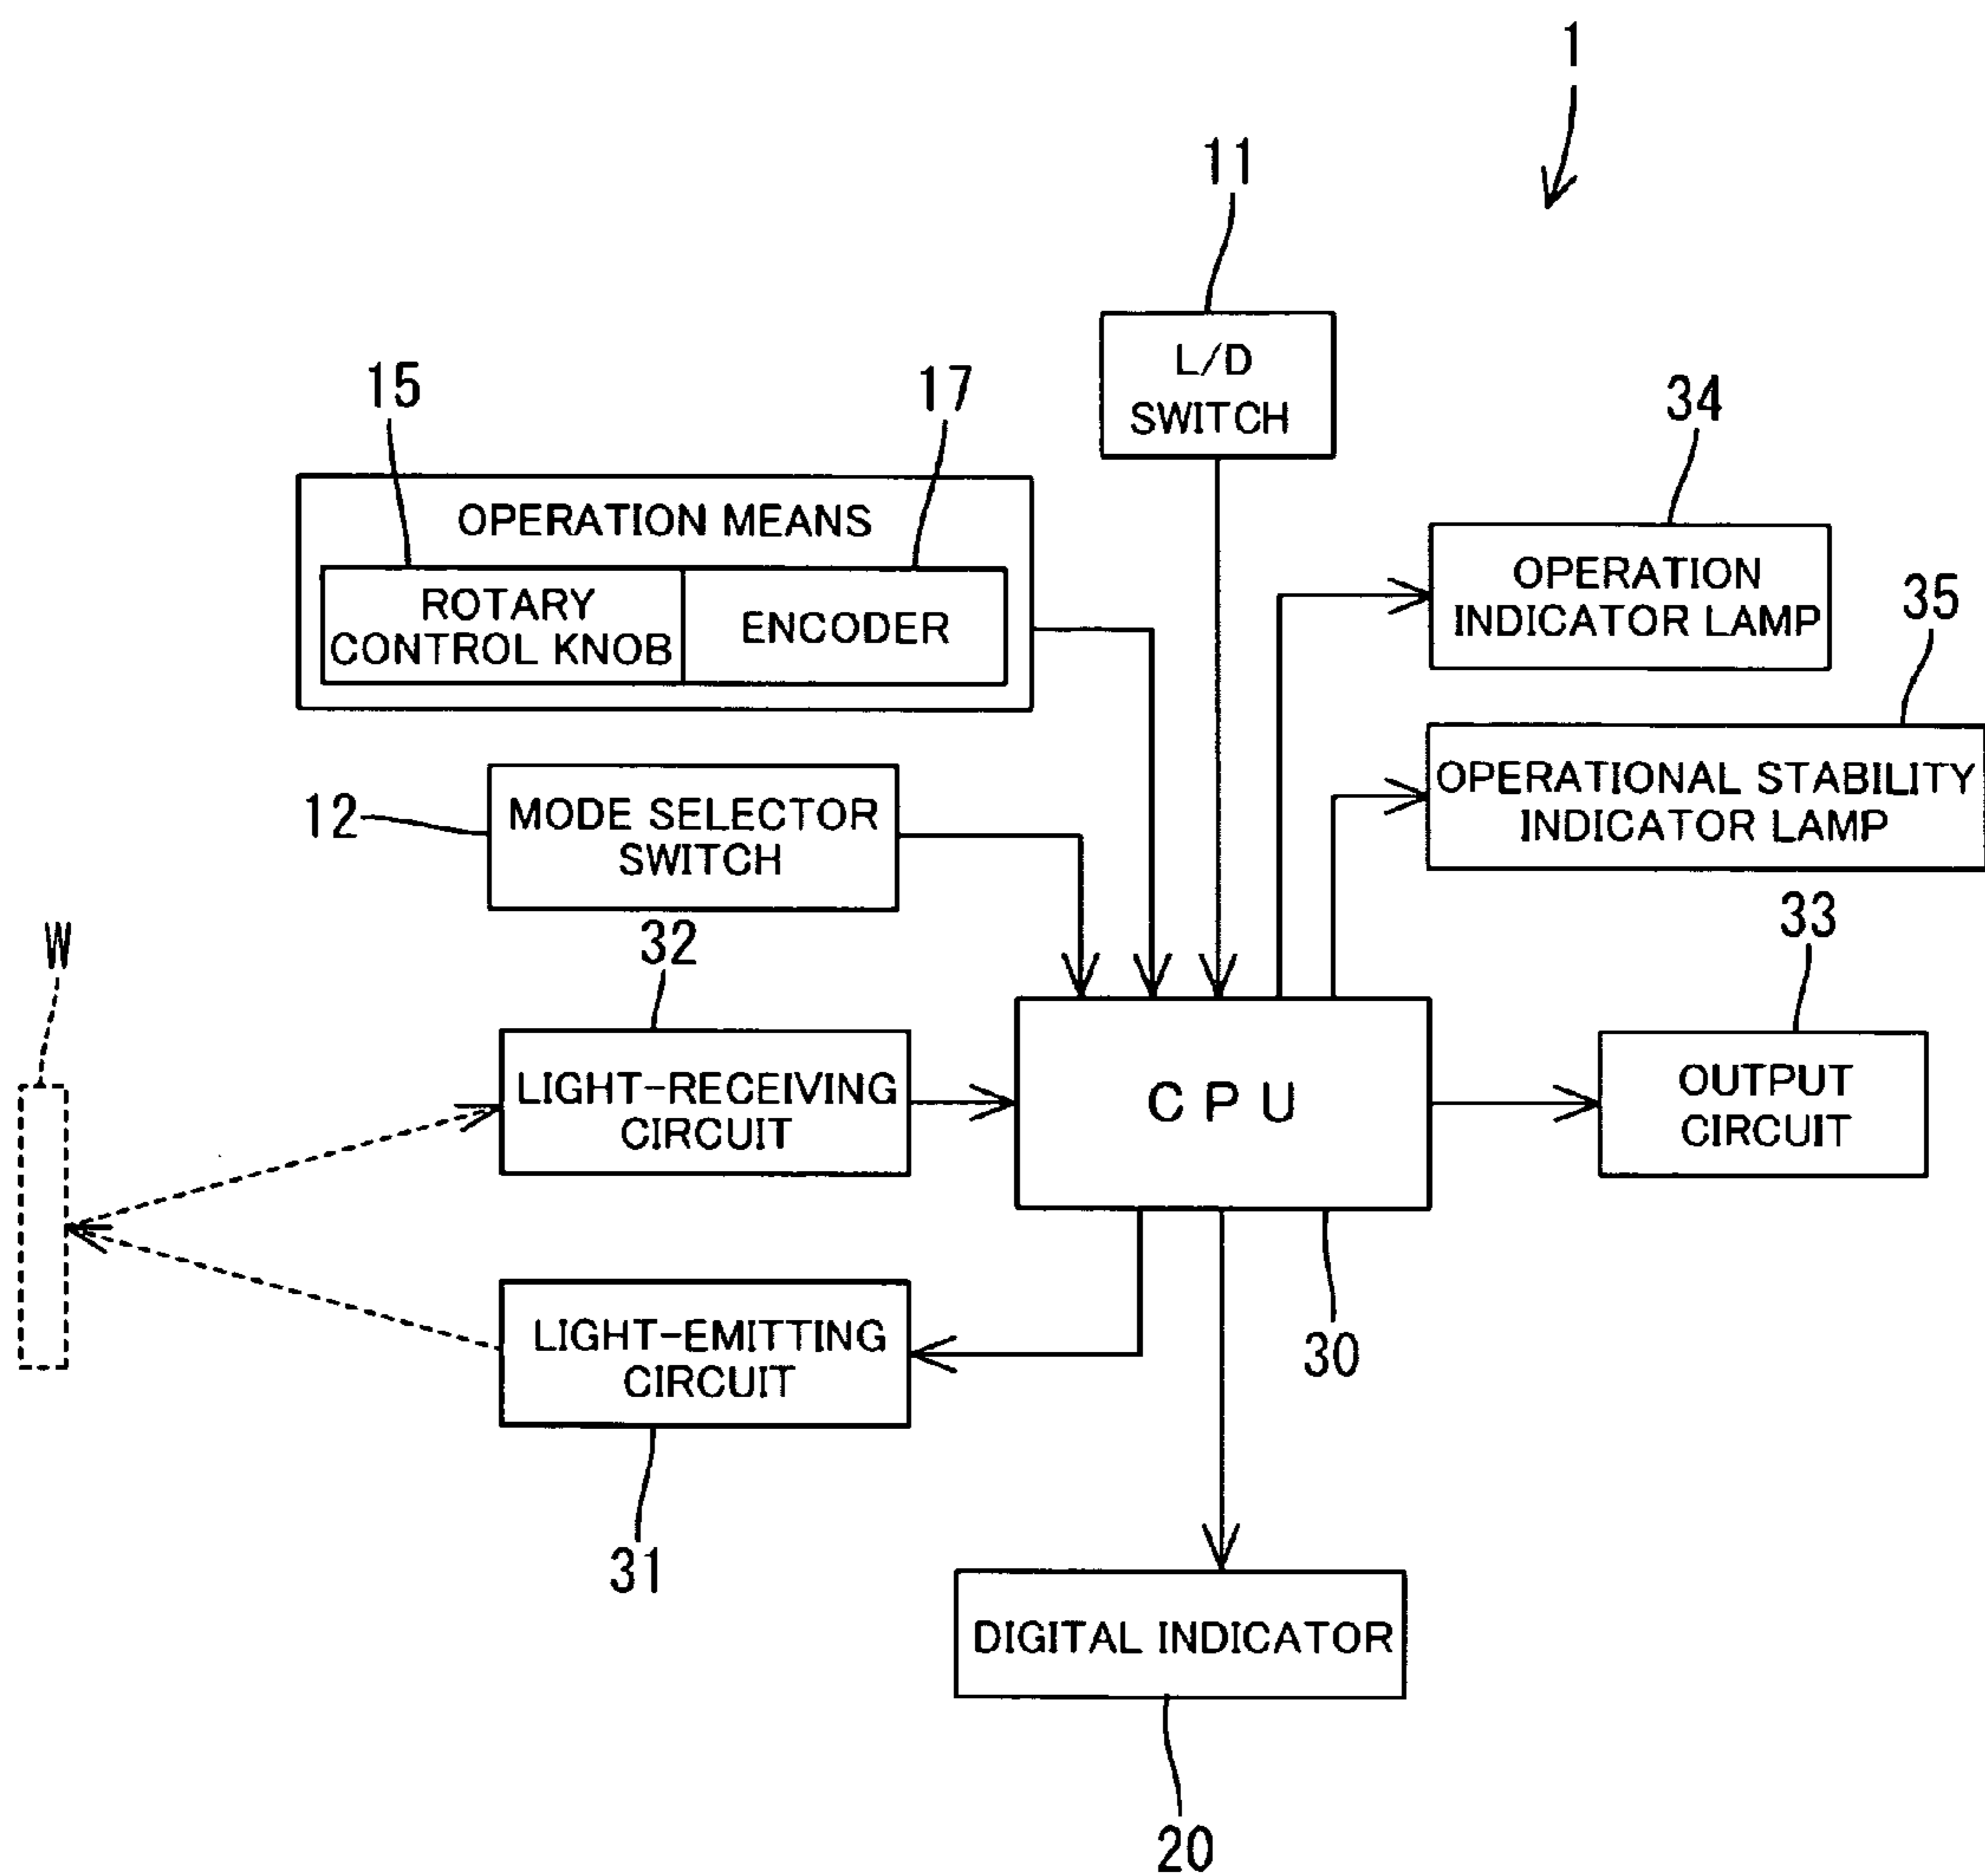 1
11
L/D
SWITCH
15
17
34
OPERATION MEANS
ROTARY
CONTROL KNOB
ENCODER
OPERATION
INDICATOR LAMP
35
12
MODE SELECTOR
SWITCH
OPERATIONAL STABILITY
INDICATOR LAMP
W
32
33
LIGHT-RECEIVING
CIRCUIT
CPU
OUTPUT
CIRCUIT
LIGHT-EMITTING
CIRCUIT
30
31
DIGITAL INDICATOR
20